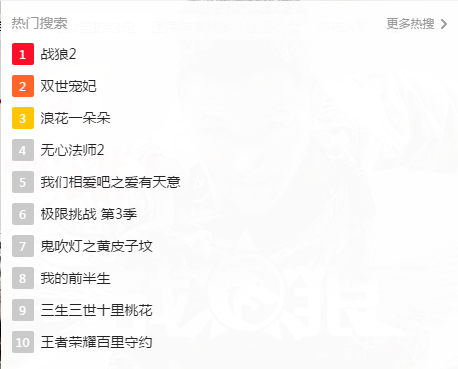 热门搜索 更多热搜
1 战狼2
2 双世宠妃
3 浪花一朵朵
4 无心法师2
5 我们相爱吧之爱有天意
6 极限挑战 第3季
7 鬼吹灯之黄皮子坟
8 我的前半生
9 三生三世十里桃花
10 王者荣耀百里守约